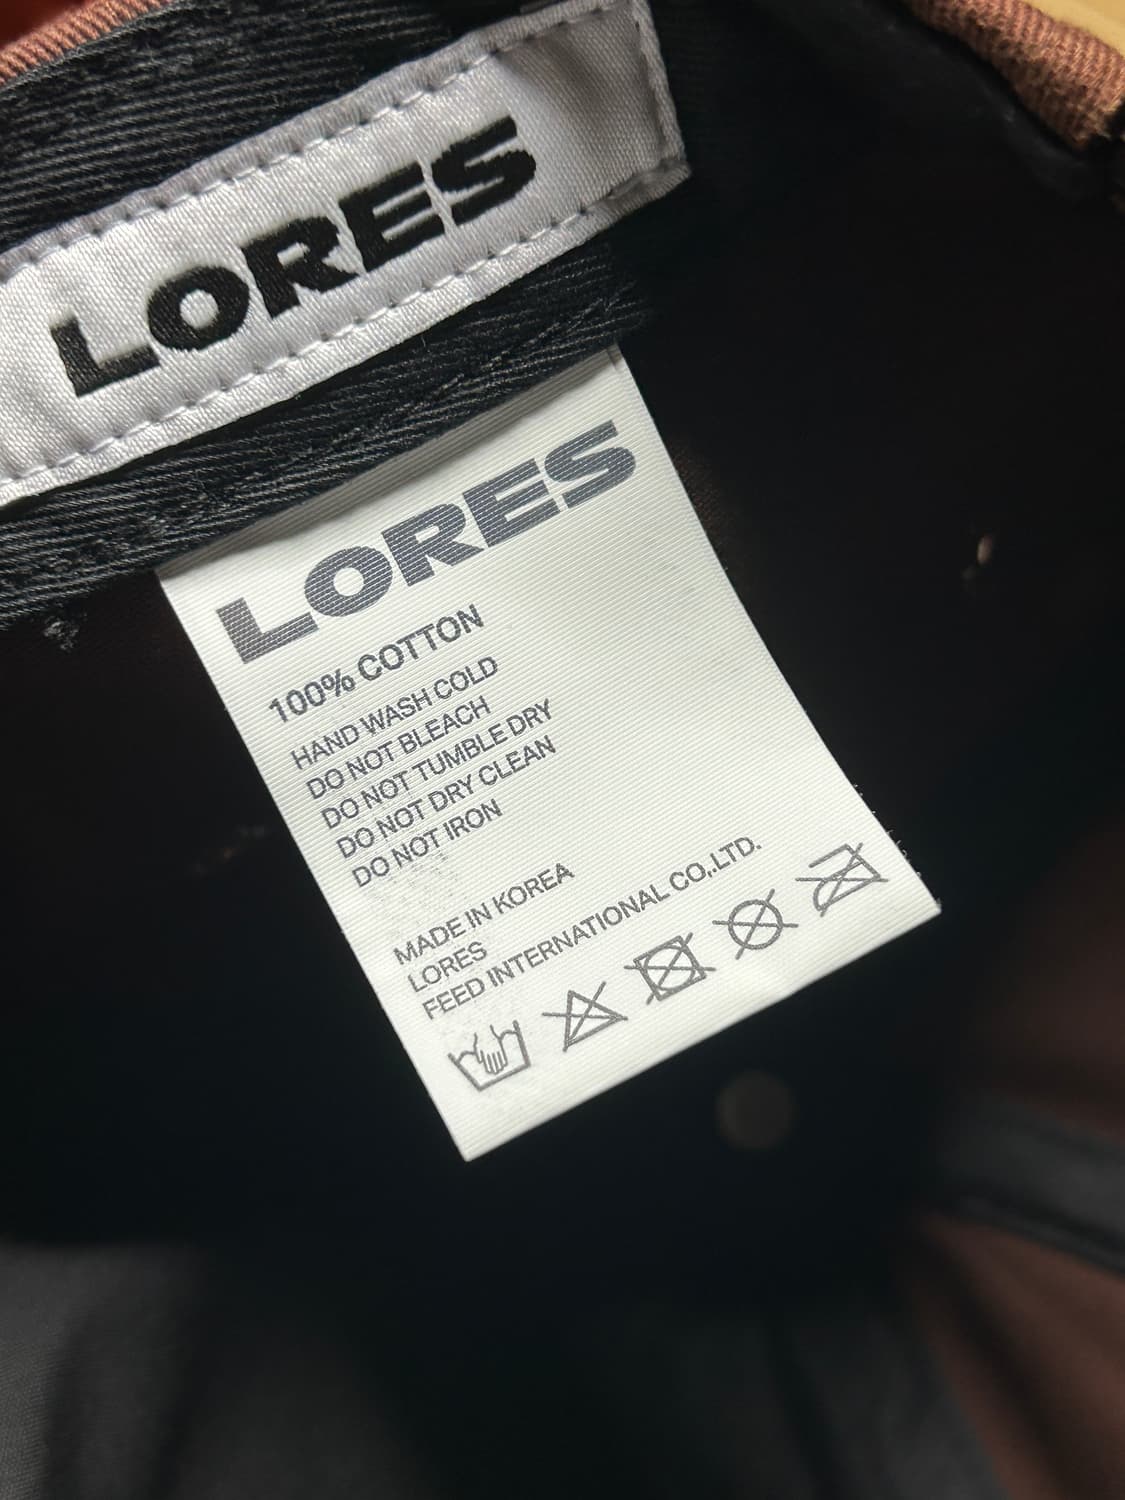 LORES
LORES
100% COTTON
HAND WASH COLD
DO NOT BLEACH
DO NOT TUMBLE DRY
DO NOT DRY CLEAN
DO NOT IRON
MADE IN KOREA
LORES
FEED INTERNATIONAL CO,.LTD.